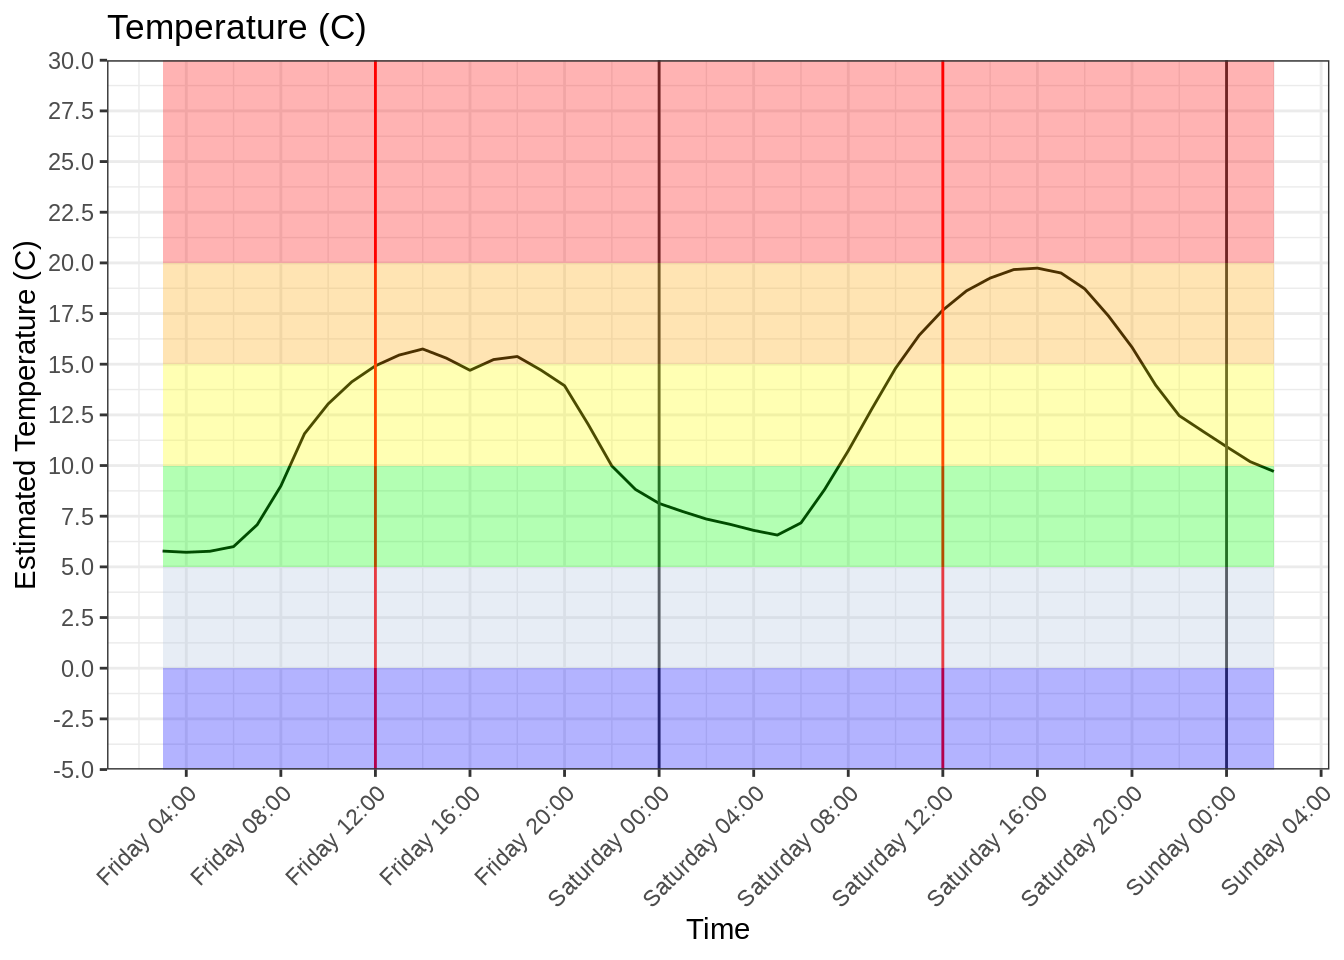 Temperature (C)
Estimated Temperature (C)
30.0
27.5
25.0
22.5
20.0
17.5
15.0
12.5
10.0
7.5
5.0
2.5
0.0
-2.5
-5.0
Friday 04:00
Friday 08:00
Friday 12:00
Friday 16:00
Friday 20:00
Saturday 00:00
Saturday 04:00
Saturday 08:00
Saturday 12:00
Saturday 16:00
Saturday 20:00
Sunday 00:00
Sunday 04:00
Time